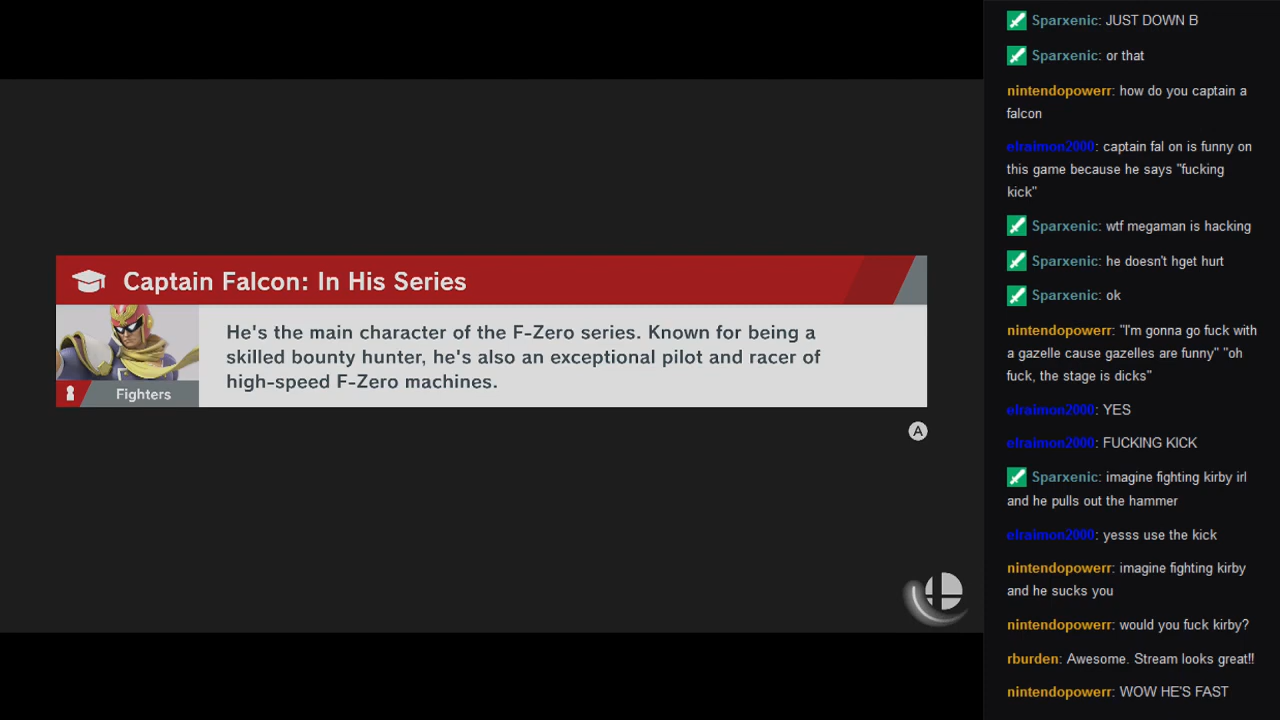 Captain Falcon: In His Series
He's the main character of the F-Zero series. Known for being a
skilled bounty hunter, he's also an exceptional pilot and racer of
high-speed F-Zero machines.
Fighters
A
Sparxenic: JUST DOWN B
Sparxenic: or that
nintendopowerr: how do you captain a
falcon
elraimon2000: captain fal on is funny on
this game because he says "fucking
kick"
Sparxenic: wtf megaman is hacking
Sparxenic: he doesn't hget hurt
Sparxenic: ok
nintendopowerr: "I'm gonna go fuck with
a gazelle cause gazelles are funny" "oh
fuck, the stage is dicks"
elraimon2000: YES
elraimon2000: FUCKING KICK
Sparxenic: imagine fighting kirby irl
and he pulls out the hammer
elraimon2000: yesss use the kick
nintendopowerr: imagine fighting kirby
and he sucks you
nintendopowerr: would you fuck kirby?
rburden: Awesome. Stream looks great!!
nintendopowerr: WOW HE'S FAST